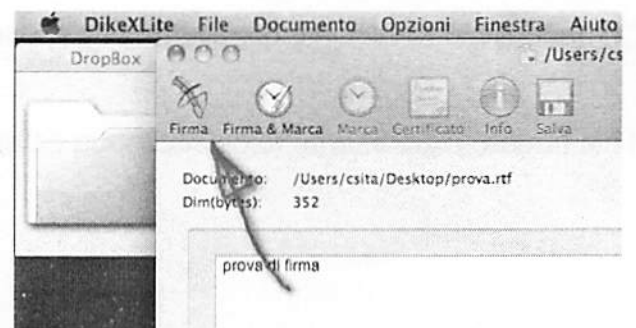 DikeXLite File Documento Opzioni Finestra Aiuto
DropBox
/Users/cs
Firma Firma & Marca Marca Certificato Info Salva
Documento: /Users/csita/Desktop/prova.rtf
Dim(bytes): 352
prova di firma